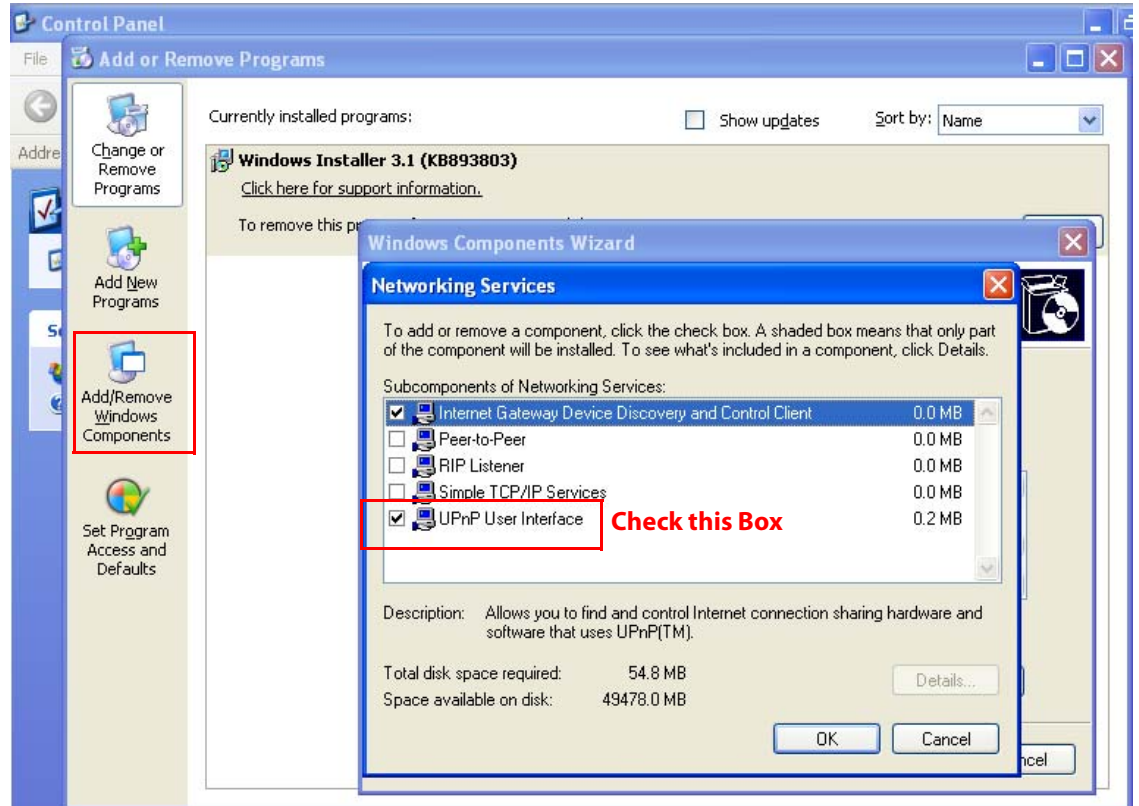 Control Panel
File
Add or Remove Programs
Change or
Remove
Programs
Currently installed programs:
Show updates
Sort by:
Name
Windows Installer 3.1 (KB893803)
Click here for support information.
To remove this
Add New
Programs
Add/Remove
Windows
Components
Set Program
Access and
Defaults
Windows Components Wizard
Networking Services
To add or remove a component, click the check box. A shaded box means that only part
of the component will be installed. To see what's included in a component, click Details.
Subcomponents of Networking Services:
Internet Gateway Device Discovery and Control Client 0.0 MB
Peer-to-Peer 0.0 MB
RIP Listener 0.0 MB
Simple TCP/IP Services 0.0 MB
UPnP User Interface 0.2 MB
Check this Box
Description: Allows you to find and control Internet connection sharing hardware and
software that uses UPnP(TM).
Total disk space required: 54.8 MB
Space available on disk: 49478.0 MB
Details...
OK
Cancel